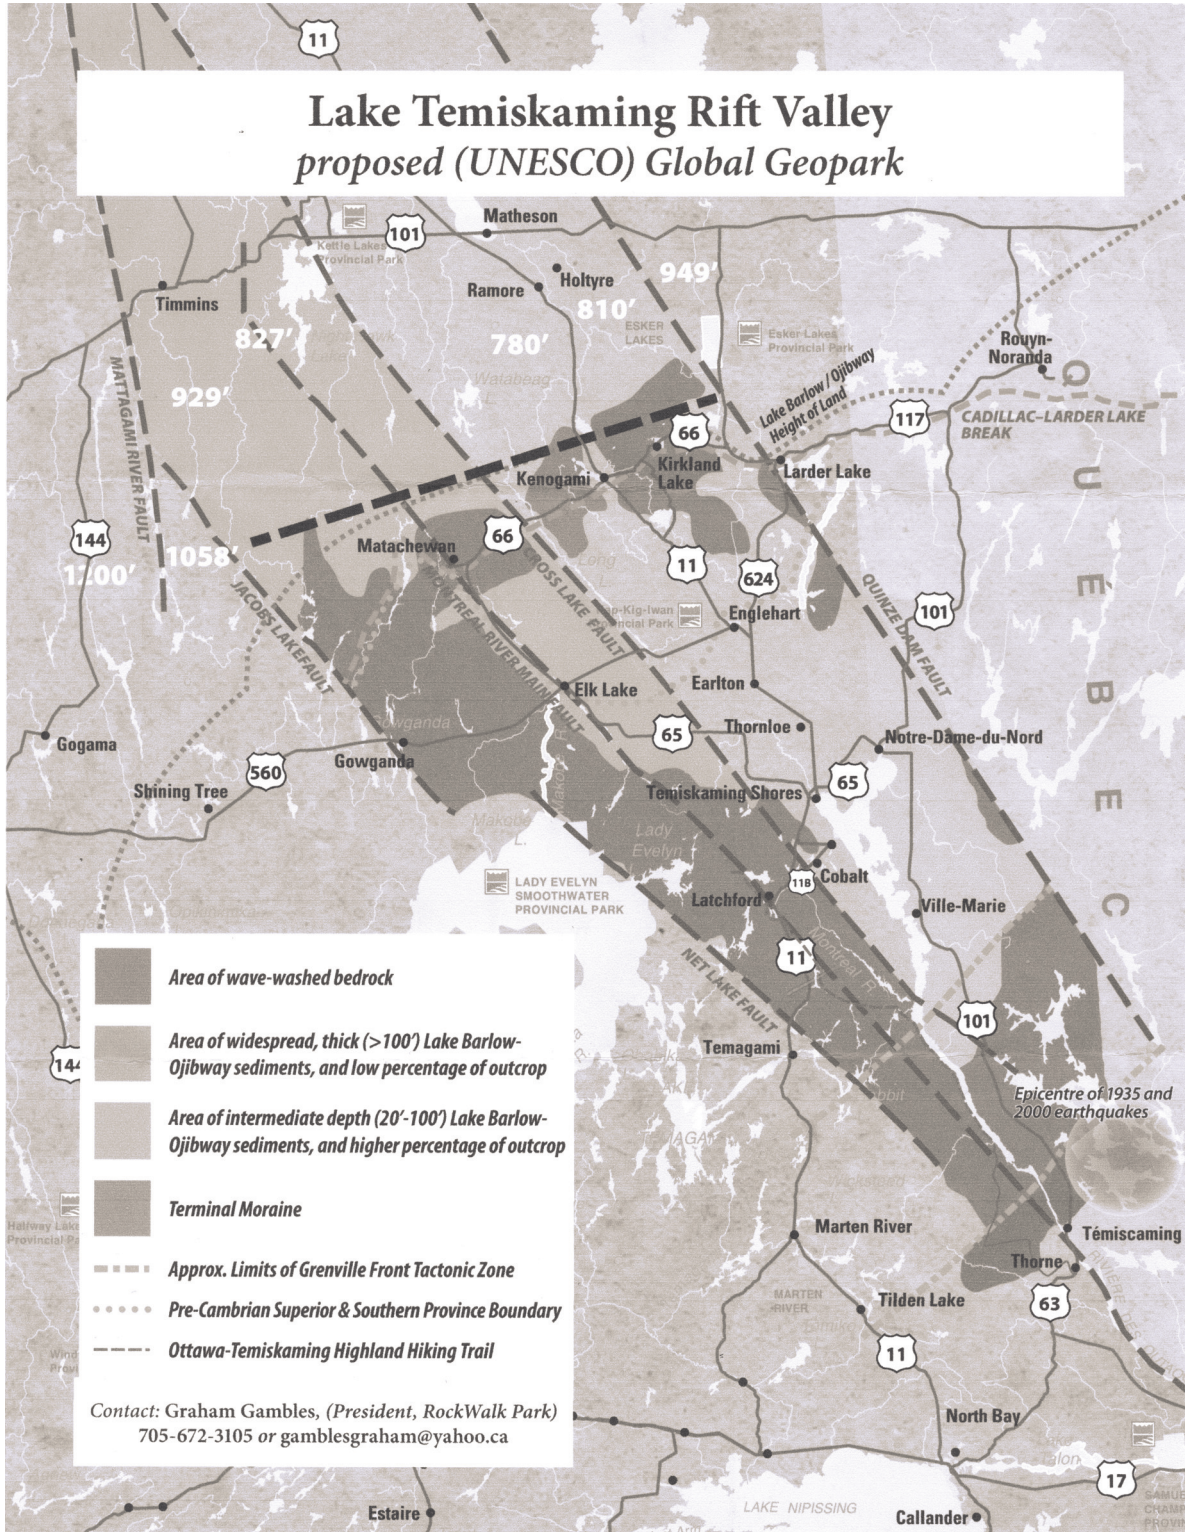 11
Lake Temiskaming Rift Valley
proposed (UNESCO) Global Geopark
Matheson
101
Kettle Lakes
Provincial Park
Holtyre
949'
Ramore
810'
Timmins
ESKER
LAKES
Esker Lakes
Provincial Park
827'
780'
Rouyn-
Noranda
Watabeag
MATTAGAMI RIVER FAULT
929'
Lake Barlow / Ojibway
Height of Land
117
CADILLAC–LARDER LAKE
BREAK
QUÉBEC
66
Kirkland
Lake
Larder Lake
Kenogami
144
1200'
1058'
Matachewan
66
CROSS LAKE FAULT
Long
L.
11
624
QUINZE DAM FAULT
101
JACOBS LAKE FAULT
MONTREAL RIVER MAIN FAULT
Englehart
Elk Lake
Earlton
Gowganda
Gogama
65
Thornloe
Notre-Dame-du-Nord
560
Gowganda
Shining Tree
Temiskaming Shores
65
Makobe
L.
Lady
Evelyn
LADY EVELYN
SMOOTHWATER
PROVINCIAL PARK
11B
Cobalt
Latchford
Ville-Marie
Montreal
R.
11
NET LAKE FAULT
101
Temagami
Epicentre of 1935 and
2000 earthquakes
Area of wave-washed bedrock
Area of widespread, thick (>100') Lake Barlow-
Ojibway sediments, and low percentage of outcrop
Area of intermediate depth (20'-100') Lake Barlow-
Ojibway sediments, and higher percentage of outcrop
Terminal Moraine
Approx. Limits of Grenville Front Tactonic Zone
Pre-Cambrian Superior & Southern Province Boundary
Ottawa-Temiskaming Highland Hiking Trail
Contact: Graham Gambles, (President, RockWalk Park)
705-672-3105 or gamblesgraham@yahoo.ca
144
Halfway Lake
Marten River
Témiscaming
Thorne
MARTEN
RIVER
Tilden Lake
63
11
North Bay
17
Estaire
LAKE NIPISSING
Callander